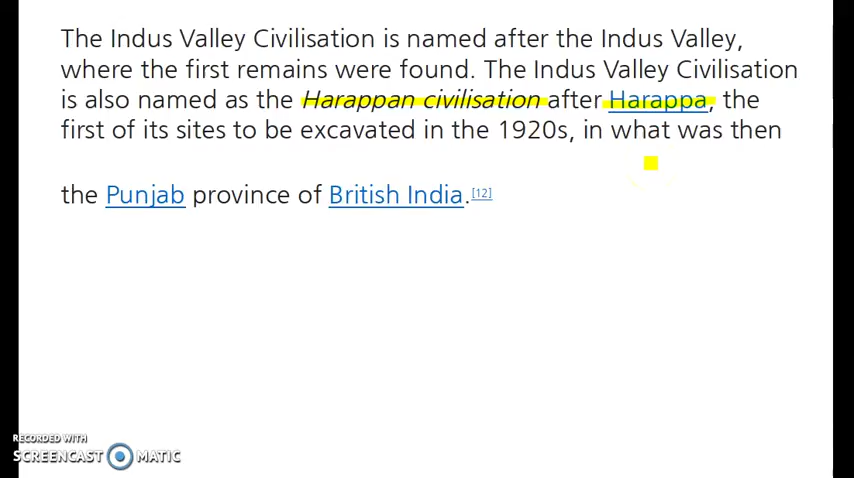 The Indus Valley Civilisation is named after the Indus Valley,
where the first remains were found. The Indus Valley Civilisation
is also named as the Harappan civilisation after Harappa, the
first of its sites to be excavated in the 1920s, in what was then
the Punjab province of British India.[12]
RECORDED WITH
SCREENCAST MATIC